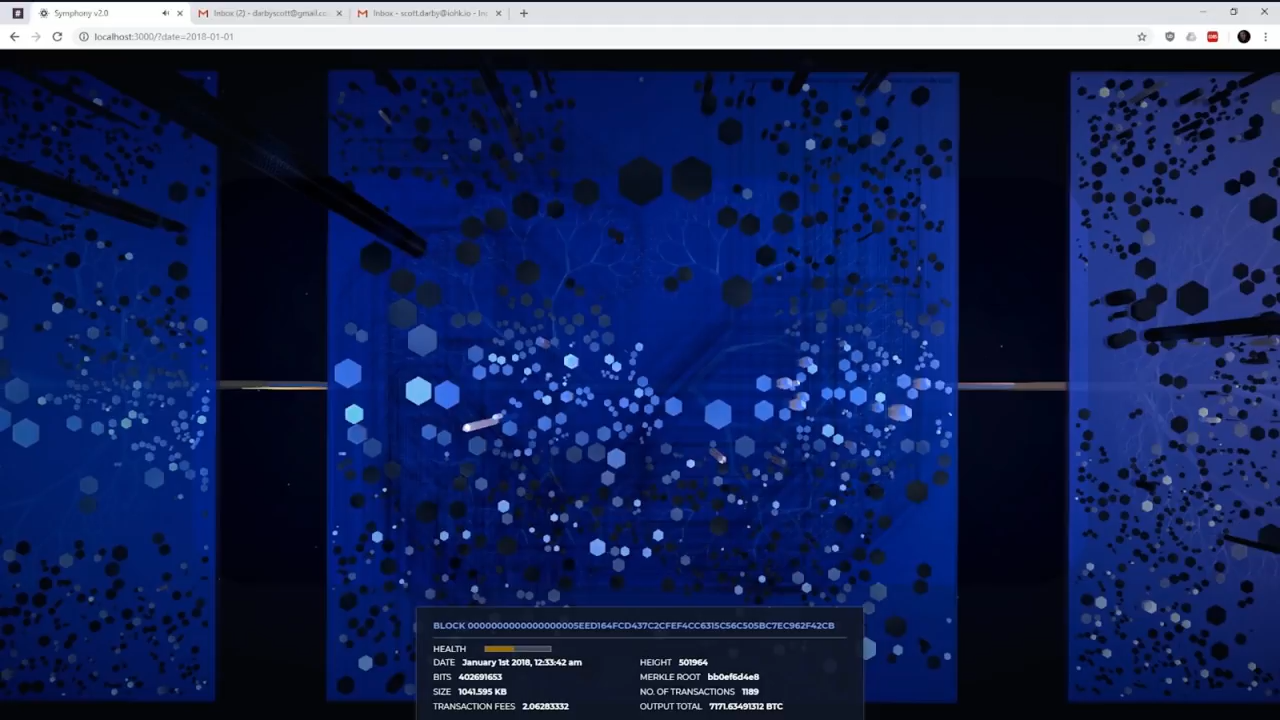 Symphony v2.0
Inbox (2) - darbyscott@gmail.co
Inbox - scott.darby@iohk.io - In
localhost:3000/?date=2018-01-01
BLOCK 0000000000000000005EED164FCD437C2CFEF4CC6315C56C505BC7EC962F42CB
HEALTH
DATE January 1st 2018, 12:33:42 am
HEIGHT 501964
BITS 402691653
MERKLE ROOT bb0ef6d4e8
SIZE 1041.595 KB
NO. OF TRANSACTIONS 1189
TRANSACTION FEES 2.06283332
OUTPUT TOTAL 7171.63491312 BTC